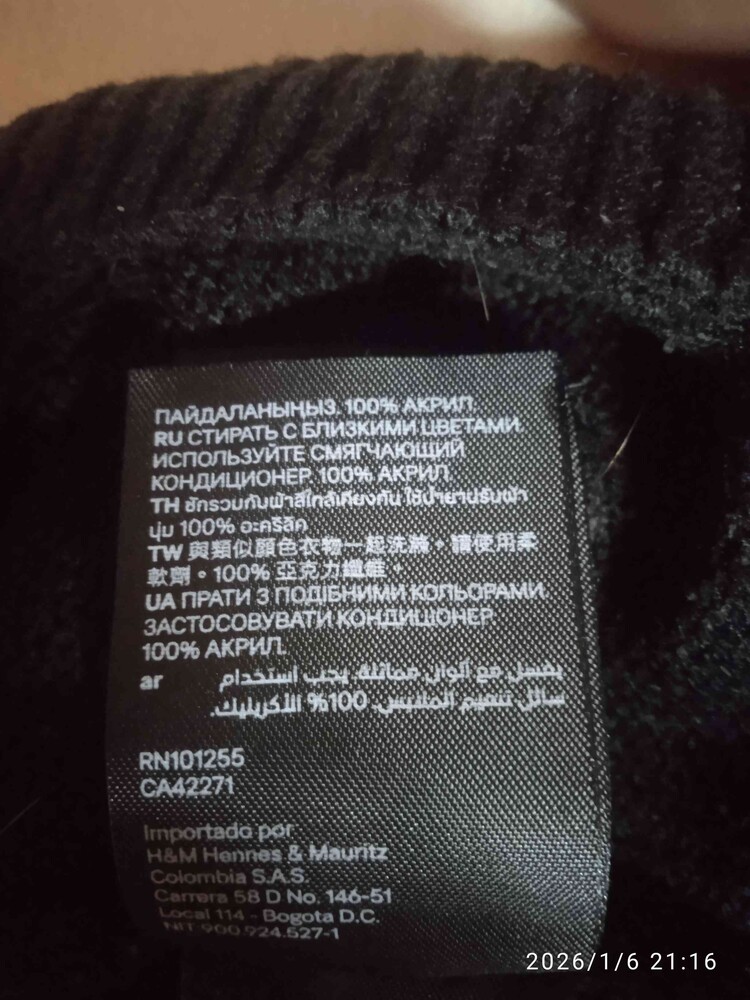 ПАЙДАЛАНЫҢЫЗ. 100% АКРИЛ.
RU СТИРАТЬ С БЛИЗКИМИ ЦВЕТАМИ.
ИСПОЛЬЗУЙТЕ СМЯГЧАЮЩИЙ
КОНДИЦИОНЕР. 100% АКРИЛ.
TH ซักรวมกับผ้าสีใกล้เคียงกัน ใช้น้ำยาปรับผ้า
นุ่ม 100% อะคริลิค
TW 與類似顏色衣物一起洗滌。請使用柔
軟劑。100% 亞克力纖維。
UA ПРАТИ З ПОДІБНИМИ КОЛЬОРАМИ.
ЗАСТОСОВУВАТИ КОНДИЦІОНЕР.
100% АКРИЛ.
ar يغسل مع ألوان مماثلة. يجب استخدام
سائل تنعيم الملابس. 100% الأكريليك.
RN101255
CA42271
Importado por
H&M Hennes & Mauritz
Colombia S.A.S.
Carrera 58 D No. 146-51
Local 114 - Bogota D.C.
NIT 900.924.527-1
2026/1/6 21:16